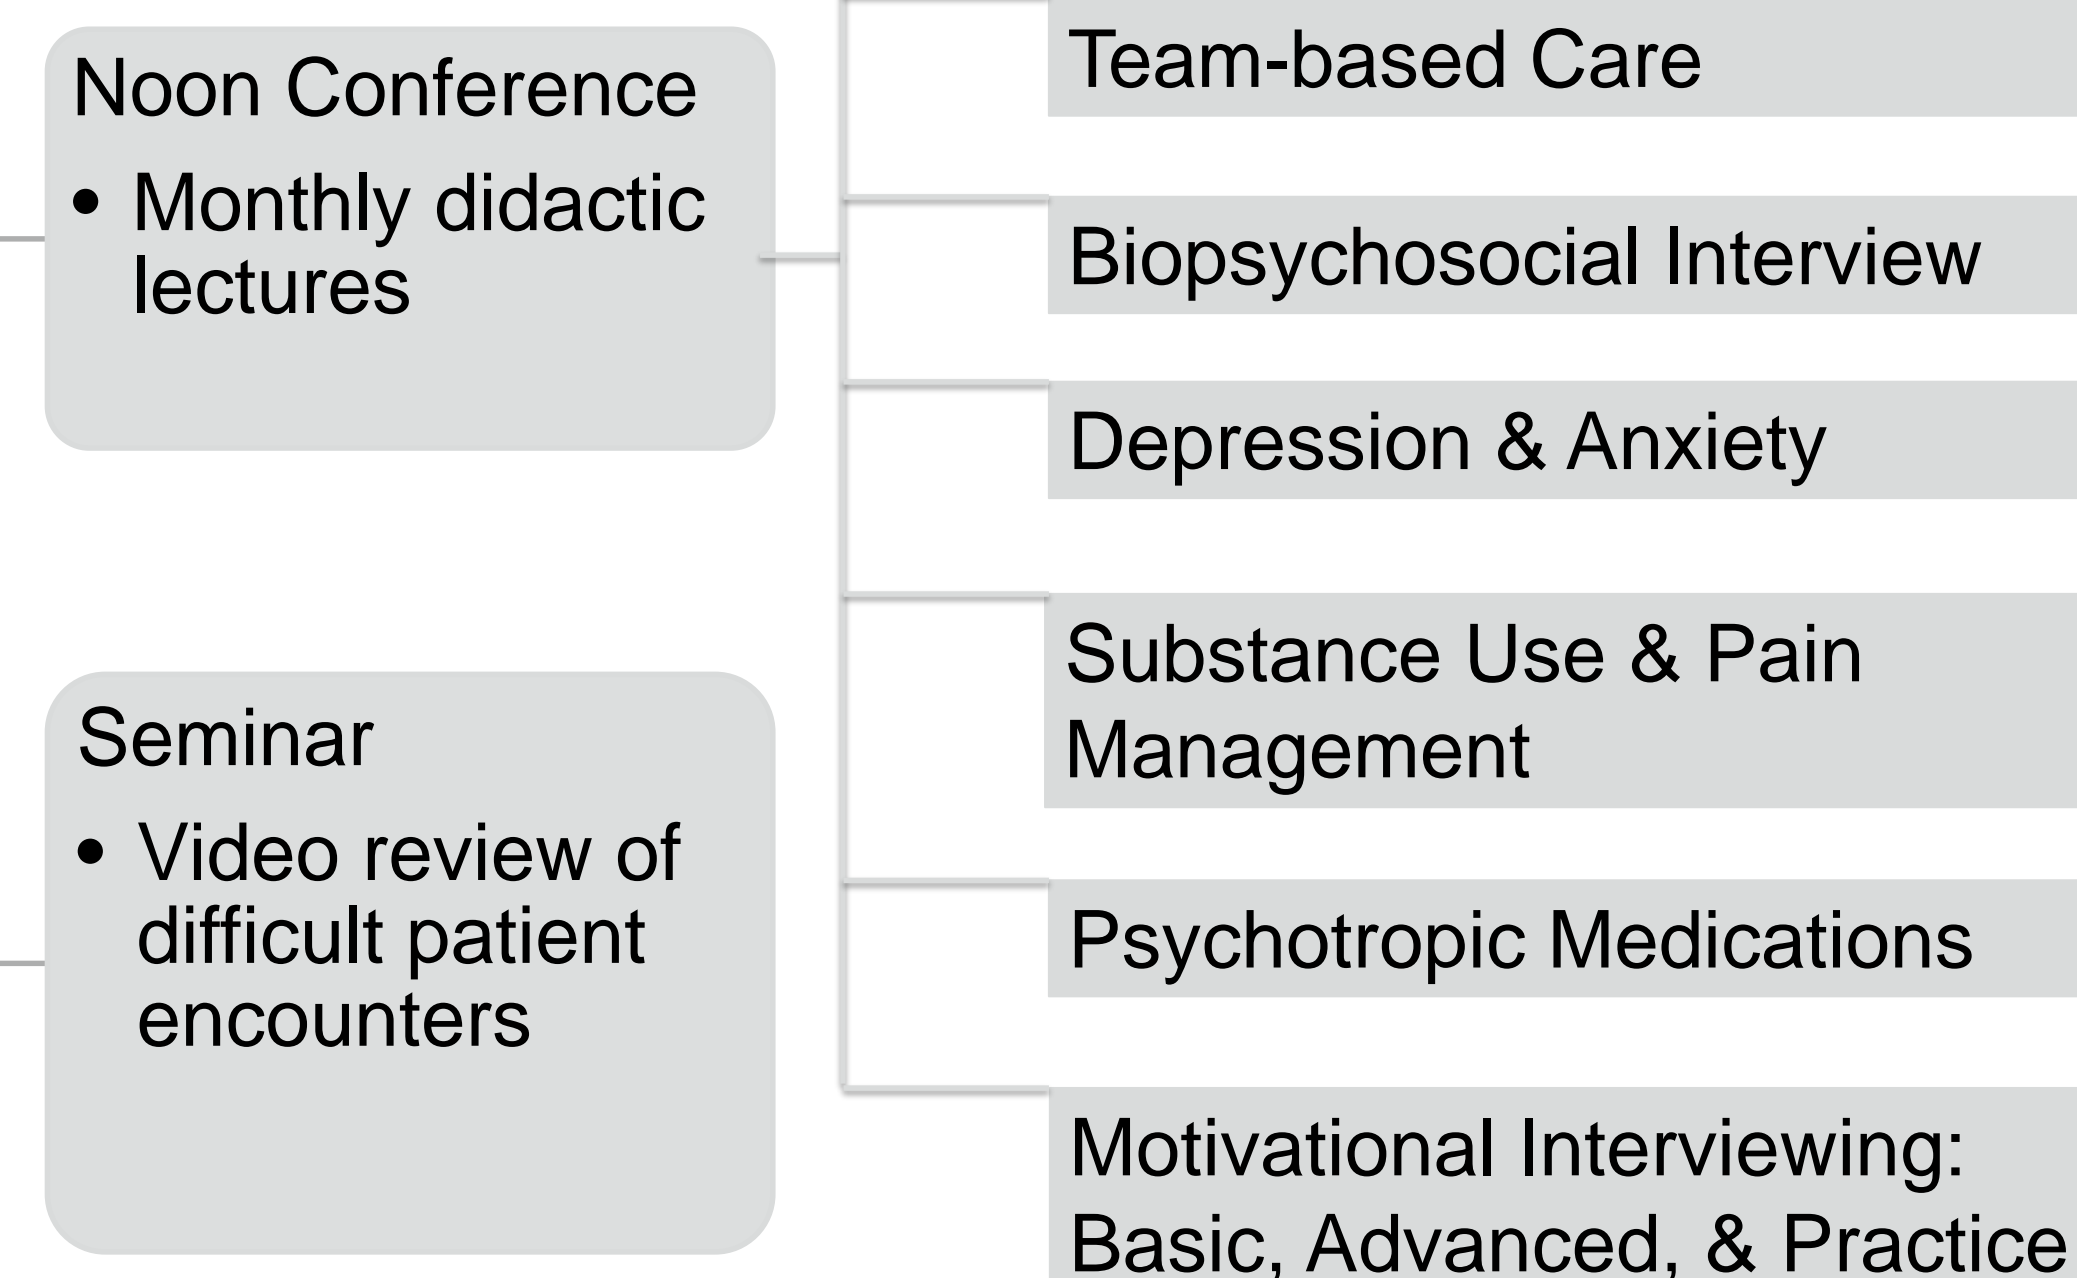 Noon Conference
• Monthly didactic
lectures
Seminar
• Video review of
difficult patient
encounters
Team-based Care
Biopsychosocial Interview
Depression & Anxiety
Substance Use & Pain
Management
Psychotropic Medications
Motivational Interviewing:
Basic, Advanced, & Practice